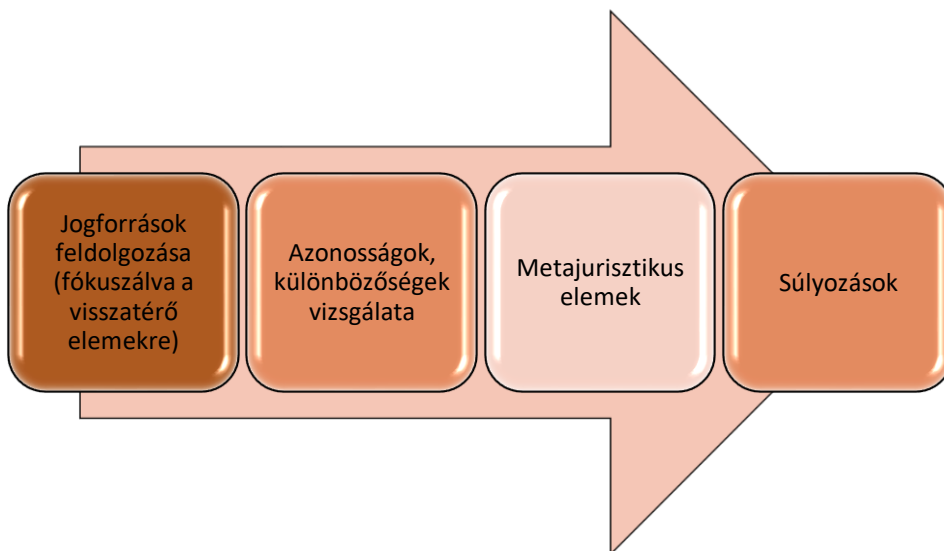 Jogforrások
feldolgozása
(fókuszálva a
visszatérő
elemekre)
Azonosságok,
különbözőségek
vizsgálata
Metajurisztikus
elemek
Súlyozások